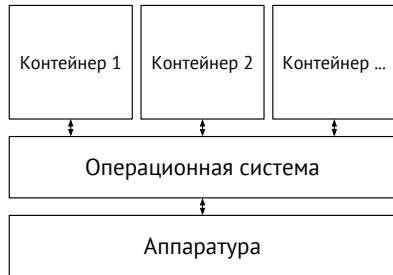 Контейнер 1
Контейнер 2
Контейнер ...
Операционная система
Аппаратура